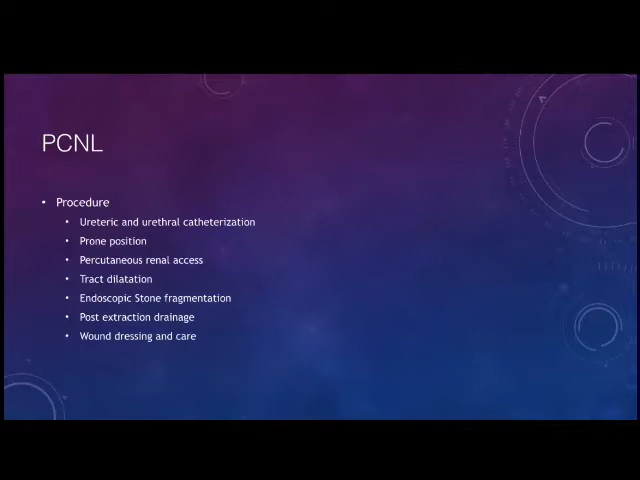 PCNL
• Procedure
• Ureteric and urethral catheterization
• Prone position
• Percutaneous renal access
• Tract dilatation
• Endoscopic Stone fragmentation
• Post extraction drainage
• Wound dressing and care